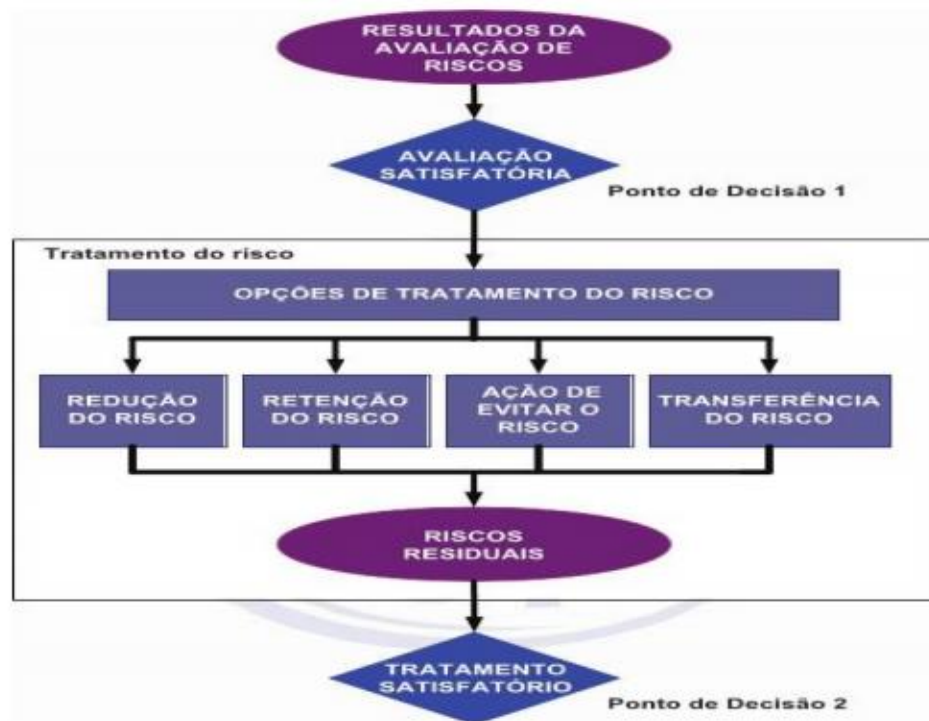 RESULTADOS DA
AVALIAÇÃO DE
RISCOS
AVALIAÇÃO
SATISFATÓRIA
Ponto de Decisão 1
Tratamento do risco
OPÇÕES DE TRATAMENTO DO RISCO
REDUÇÃO
DO RISCO
RETENÇÃO
DO RISCO
AÇÃO DE
EVITAR O
RISCO
TRANSFERÊNCIA
DO RISCO
RISCOS
RESIDUAIS
TRATAMENTO
SATISFATÓRIO
Ponto de Decisão 2